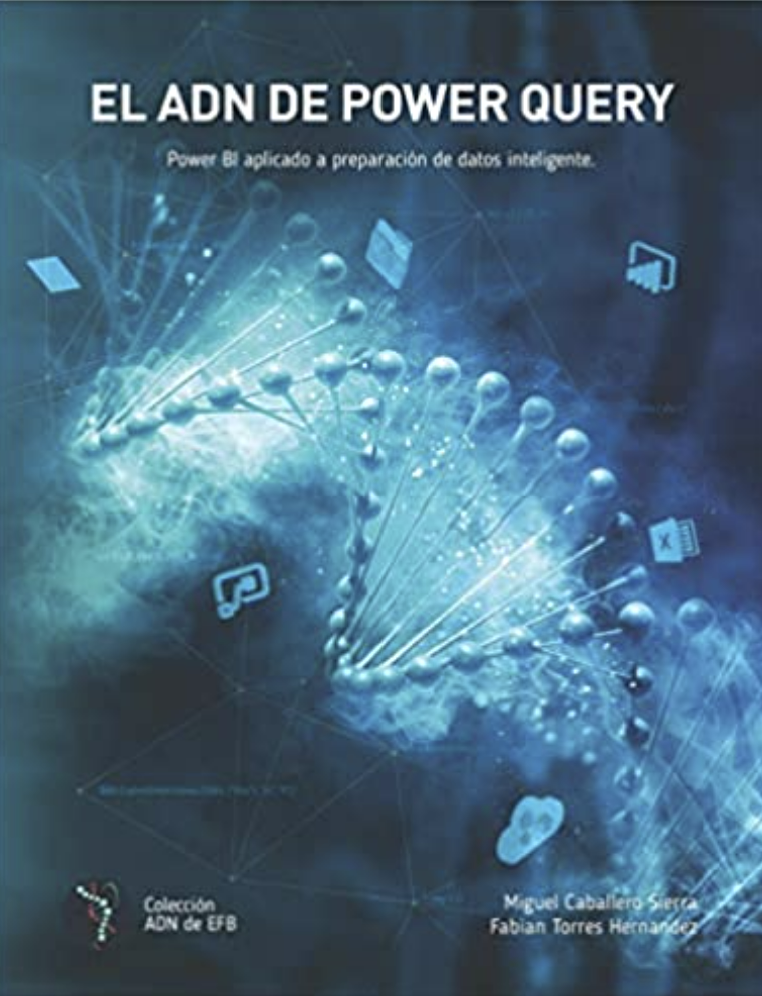 EL ADN DE POWER QUERY
Power BI aplicado a preparación de datos inteligente.
X
Colección
ADN de EFB
Miguel Caballero Sierra
Fabian Torres Hernandez